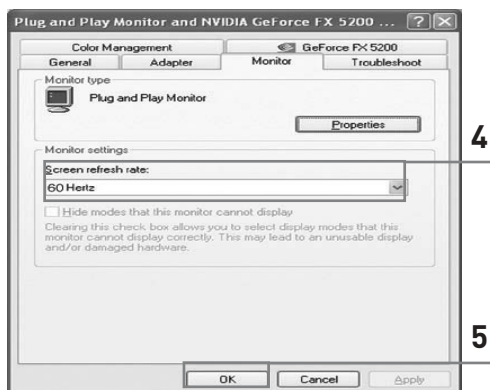 Plug and Play Monitor and NVIDIA GeForce FX 5200 ...
Color Management
GeForce FX 5200
General
Adapter
Monitor
Troubleshoot
Monitor type
Plug and Play Monitor
Properties
Monitor settings
Screen refresh rate:
60 Hertz
Hide modes that this monitor cannot display
Clearing this check box allows you to select display modes that this
monitor cannot display correctly. This may lead to an unusable display
and/or damaged hardware.
4
5
OK
Cancel
Apply